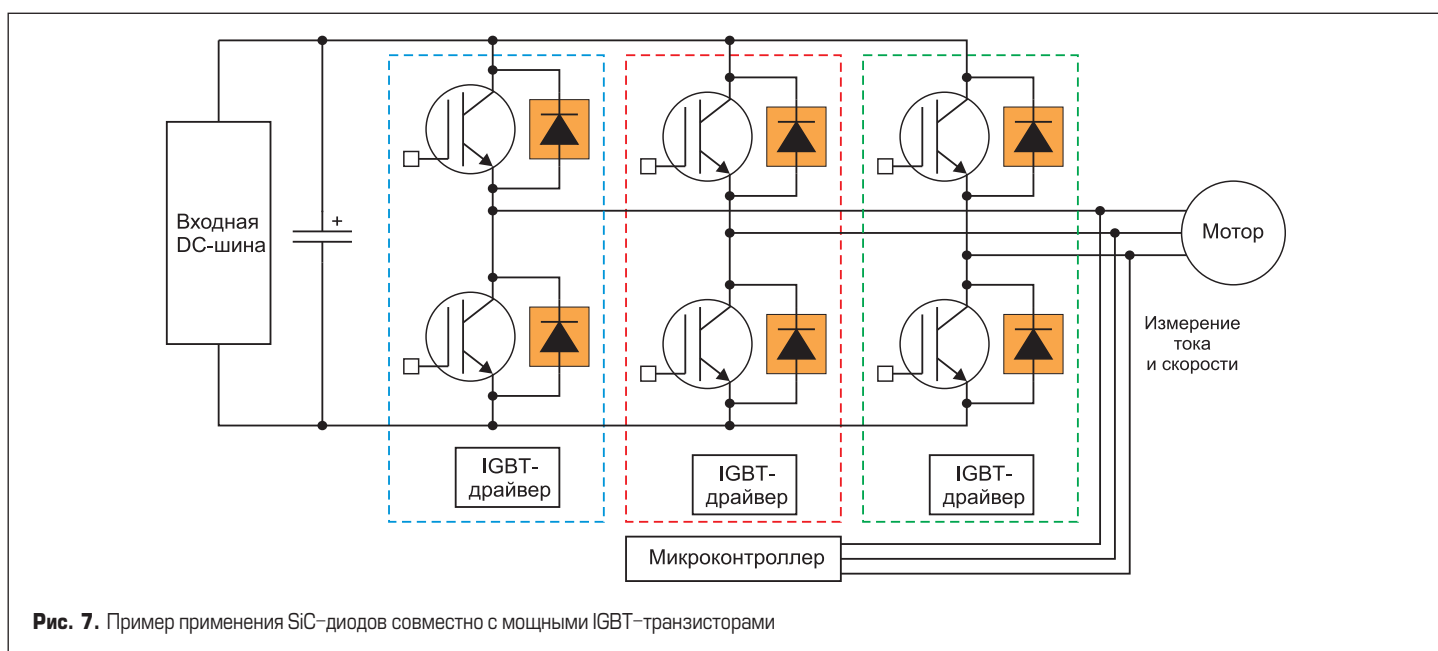 Входная
DC-шина
+
Мотор
Измерение
тока
и скорости
IGBT-
драйвер
IGBT-
драйвер
IGBT-
драйвер
Микроконтроллер
Рис. 7. Пример применения SiC-диодов совместно с мощными IGBT-транзисторами